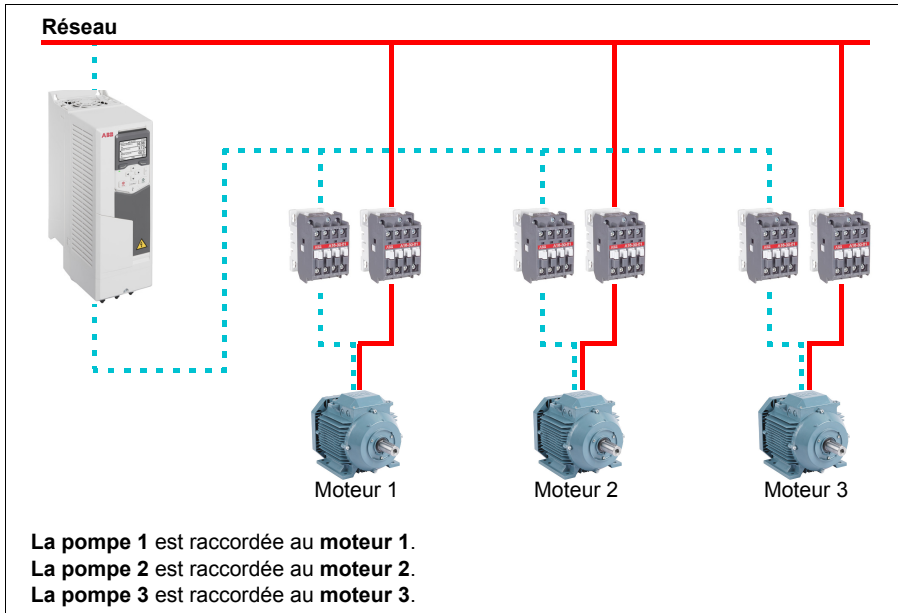 Réseau
ABB
Moteur 1
Moteur 2
Moteur 3
La pompe 1 est raccordée au moteur 1.
La pompe 2 est raccordée au moteur 2.
La pompe 3 est raccordée au moteur 3.